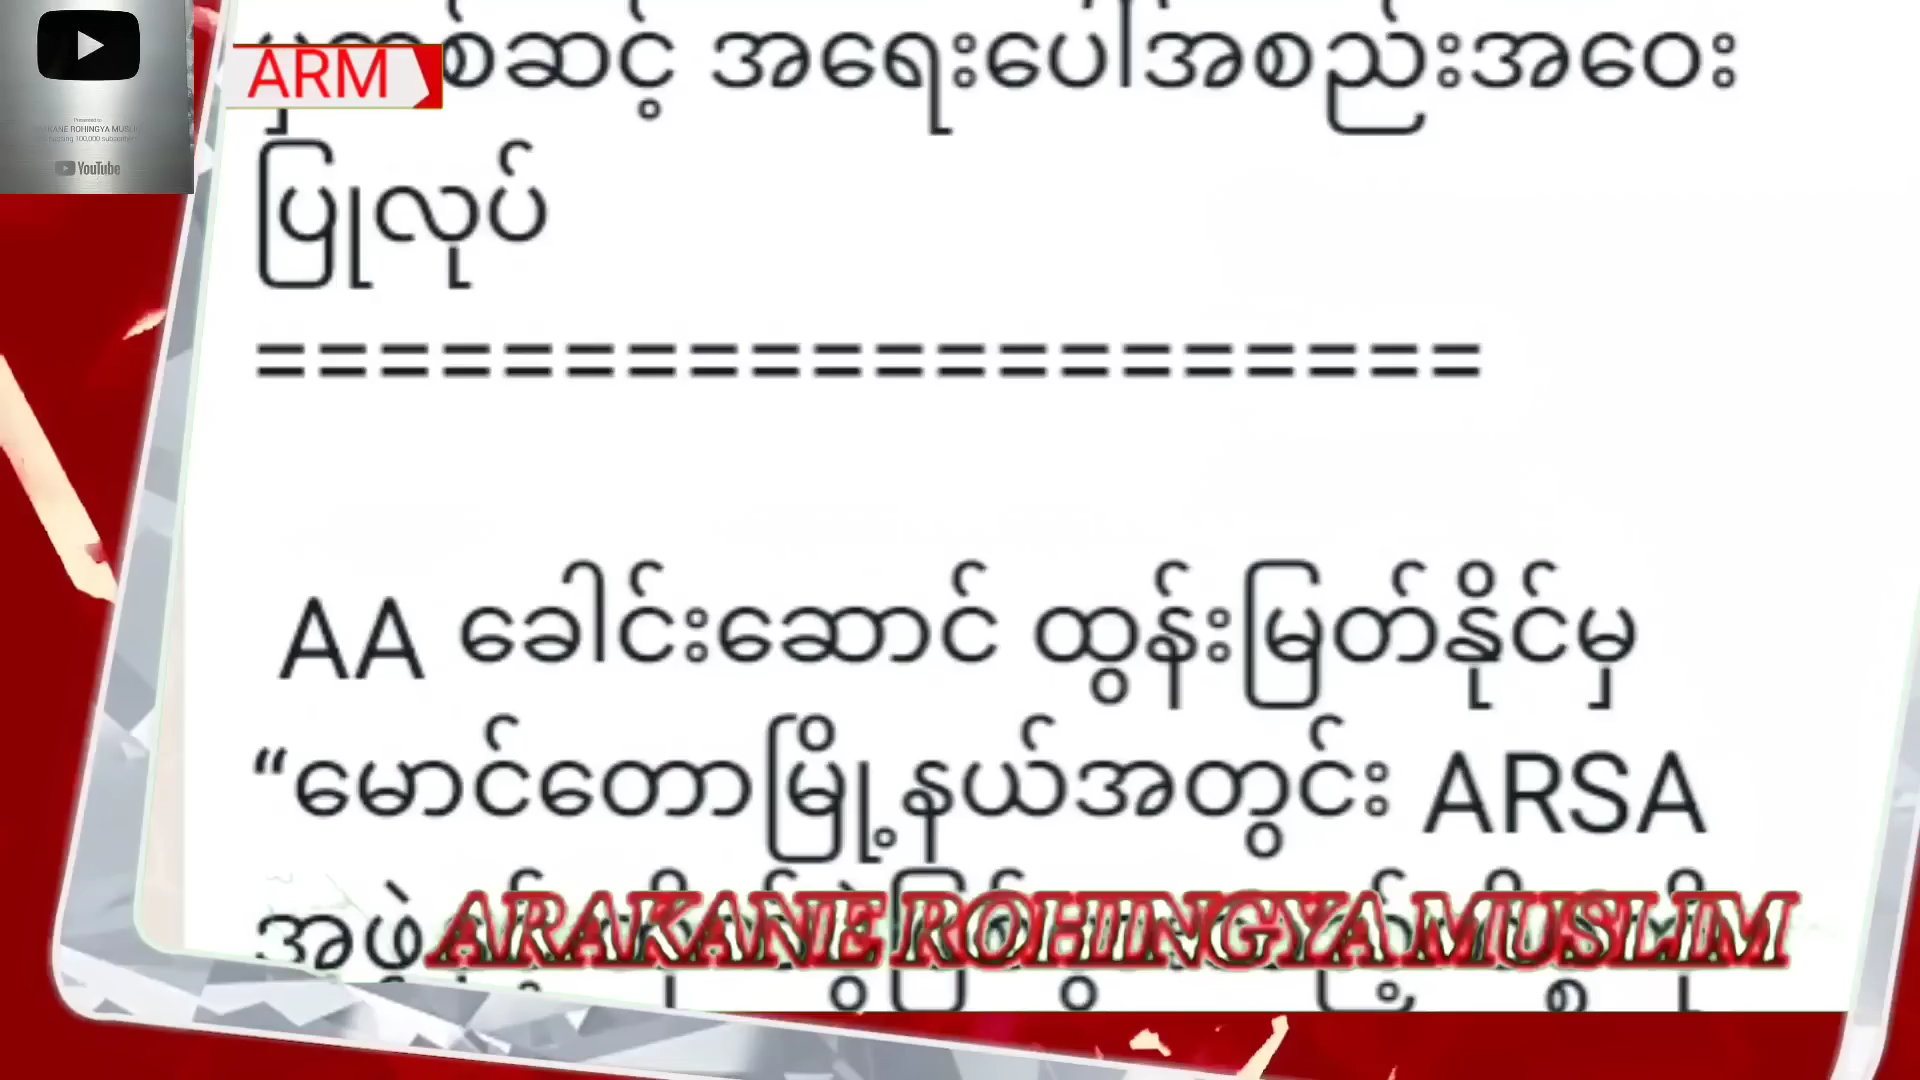 ARM
ဆင့် အရေးပေါ်အစည်းအဝေး
ပြုလုပ်
====================
AA ခေါင်းဆောင် ထွန်းမြတ်နိုင်မှ
“မောင်တောမြို့နယ်အတွင်း ARSA
ARAKANE ROHINGYA MUSLIM
Presented to
YouTube